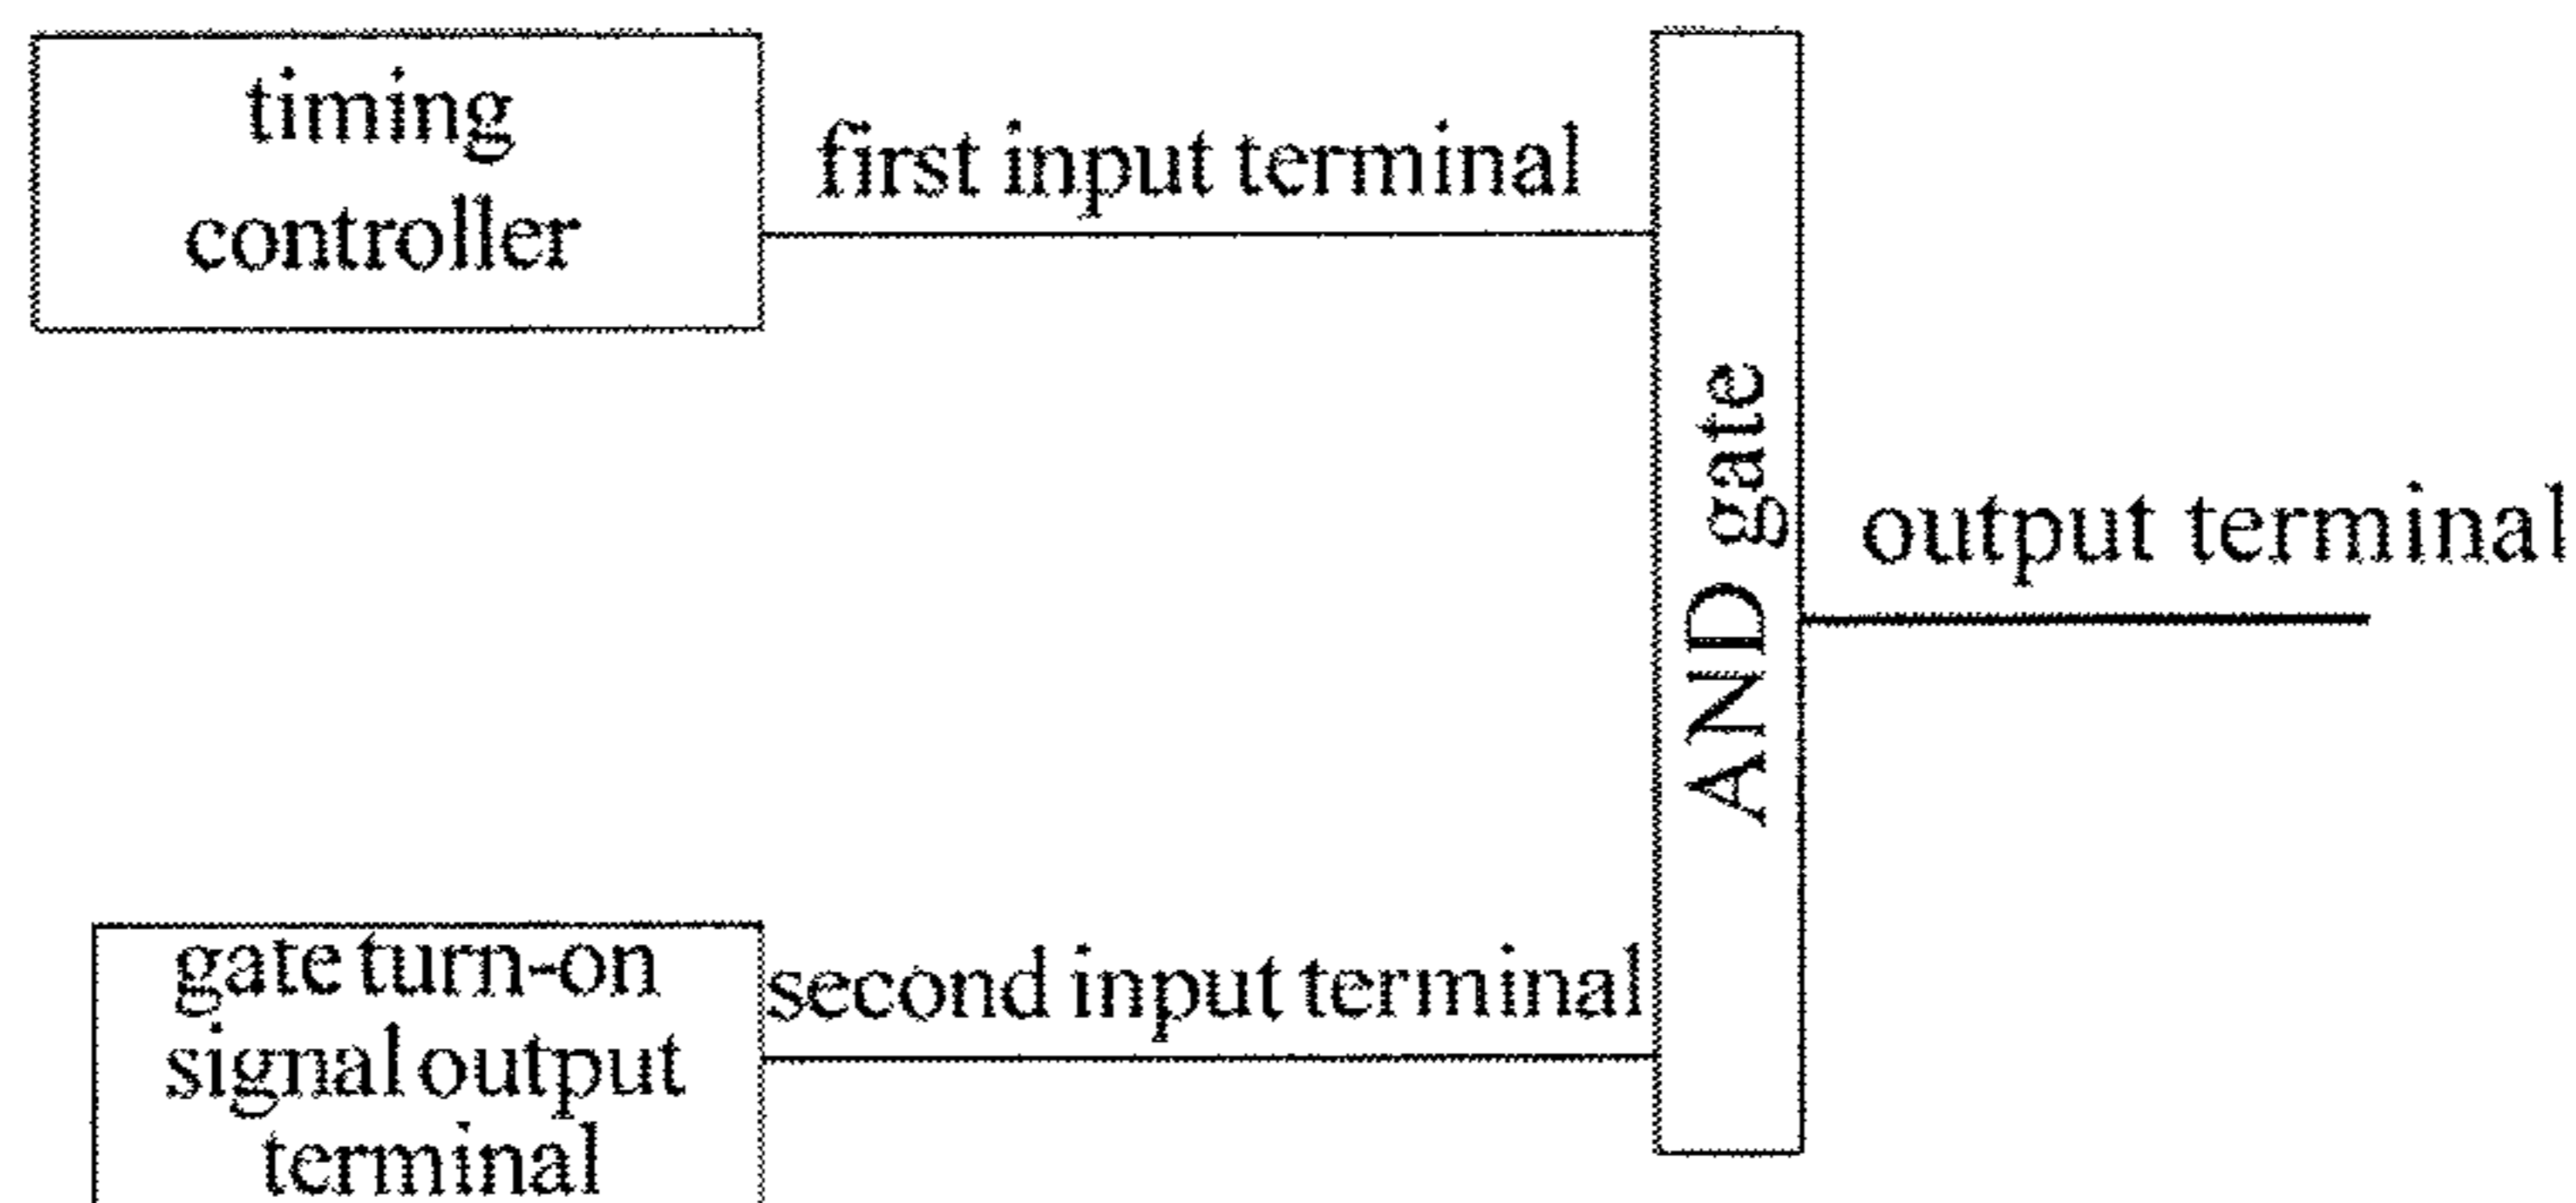 timing
controller
first input terminal
AND gate
output terminal
gate turn-on
signal output
terminal
second input terminal